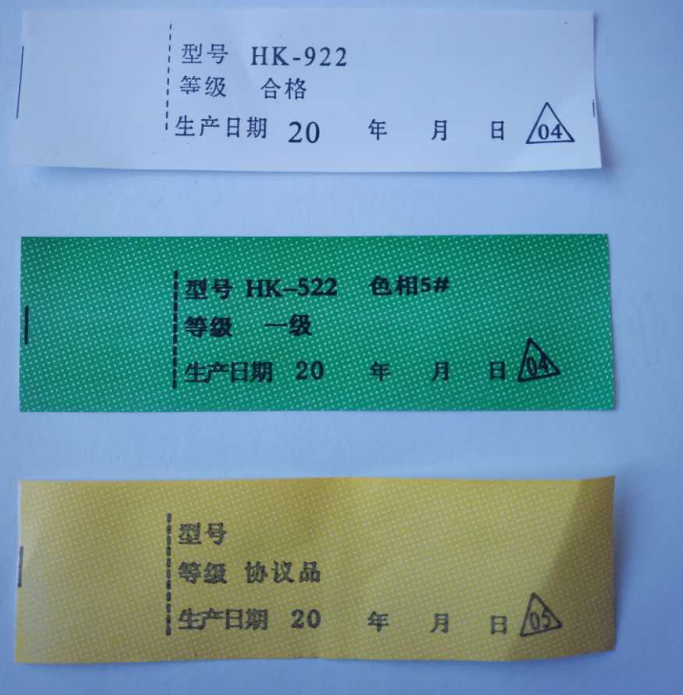 型号 HK-922
等级 合格
生产日期 20 年 月 日 04
型号 HK-522 色相5#
等级 一级
生产日期 20 年 月 日 04
型号
等级 协议品
生产日期 20 年 月 日 05